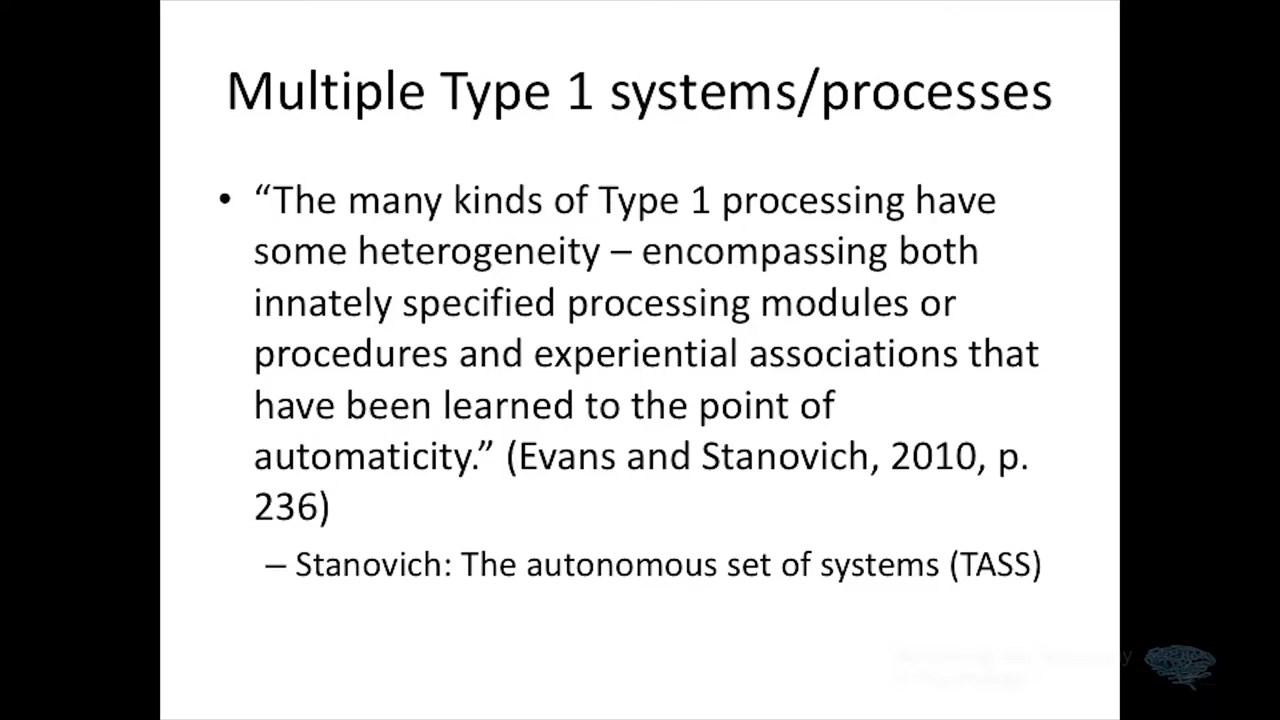 Multiple Type 1 systems/processes
• “The many kinds of Type 1 processing have
some heterogeneity – encompassing both
innately specified processing modules or
procedures and experiential associations that
have been learned to the point of
automaticity.” (Evans and Stanovich, 2010, p.
236)
– Stanovich: The autonomous set of systems (TASS)